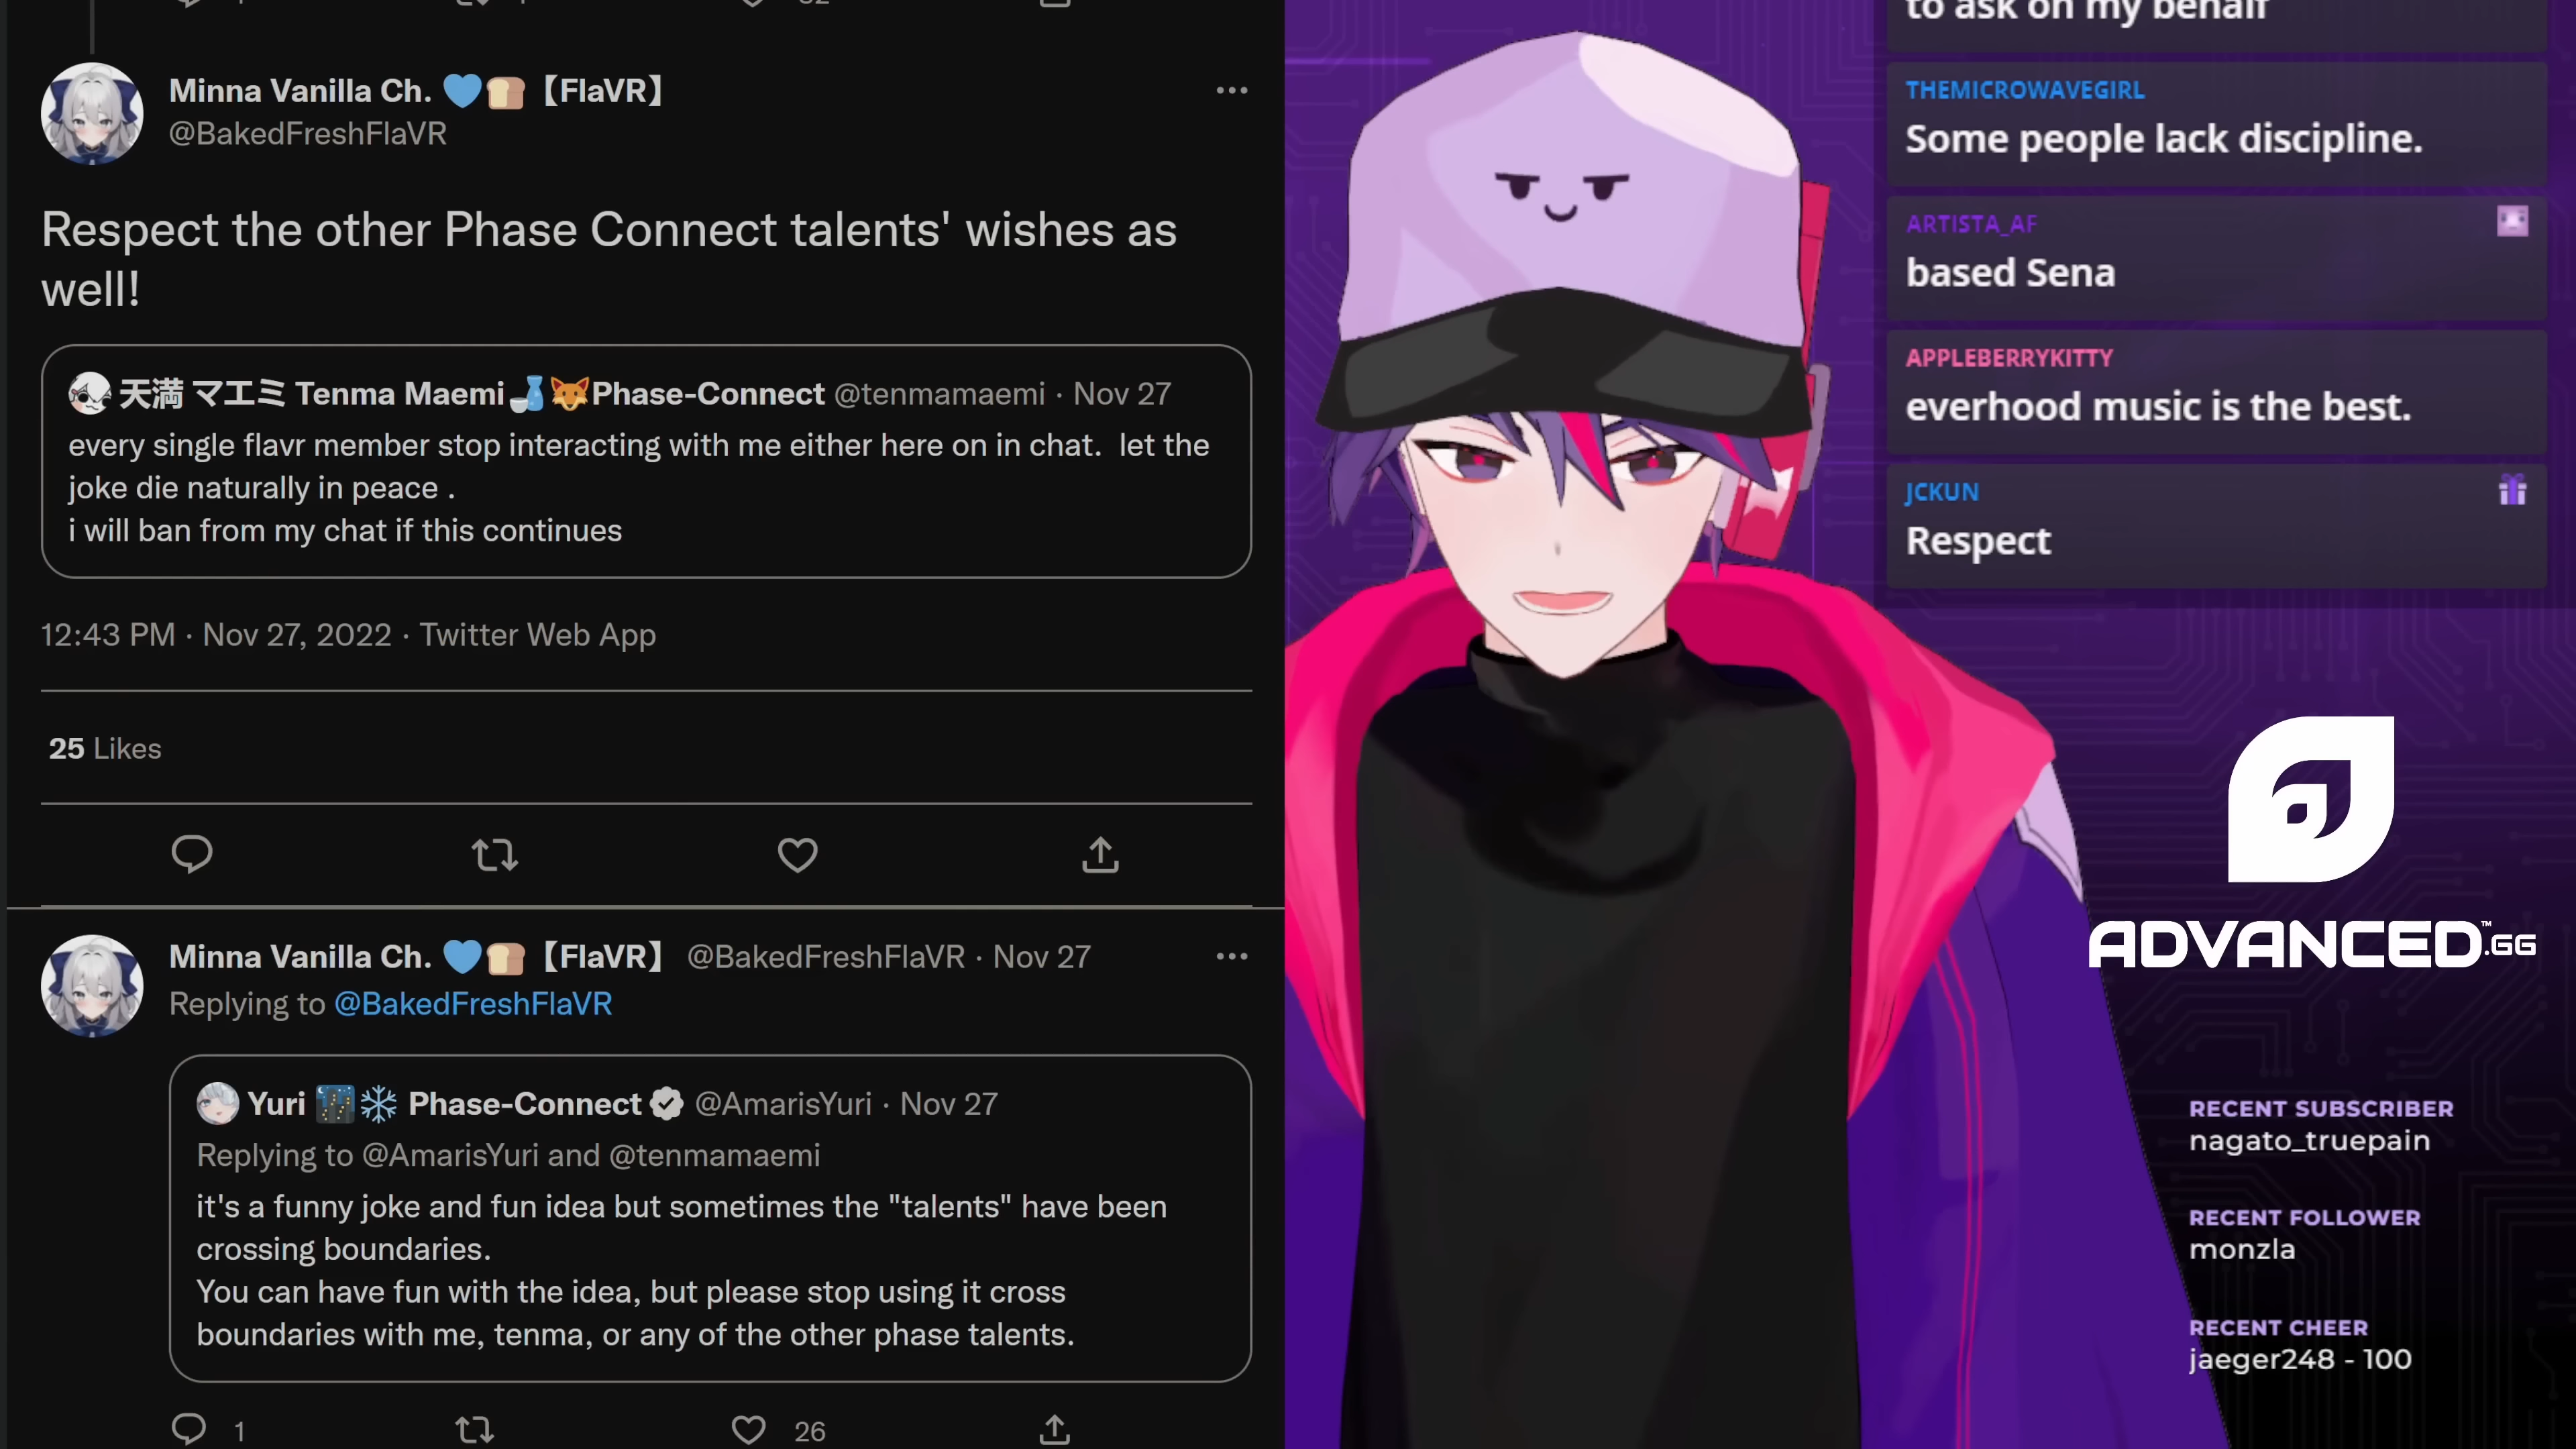 Minna Vanilla Ch. 💙🍞【FlaVR】
@BakedFreshFlaVR
Respect the other Phase Connect talents' wishes as
well!
天満 マエミ Tenma Maemi🍶🦊Phase-Connect @tenmamaemi · Nov 27
every single flavr member stop interacting with me either here on in chat.  let the
joke die naturally in peace .
i will ban from my chat if this continues
12:43 PM · Nov 27, 2022 · Twitter Web App
25 Likes
Minna Vanilla Ch. 💙🍞【FlaVR】 @BakedFreshFlaVR · Nov 27
Replying to @BakedFreshFlaVR
Yuri 🌃❄️ Phase-Connect @AmarisYuri · Nov 27
Replying to @AmarisYuri and @tenmamaemi
it's a funny joke and fun idea but sometimes the "talents" have been
crossing boundaries.
You can have fun with the idea, but please stop using it cross
boundaries with me, tenma, or any of the other phase talents.
1
26
to ask on my behalf
THEMICROWAVEGIRL
Some people lack discipline.
ARTISTA_AF
based Sena
APPLEBERRYKITTY
everhood music is the best.
JCKUN
Respect
ADVANCED™.GG
RECENT SUBSCRIBER
nagato_truepain
RECENT FOLLOWER
monzla
RECENT CHEER
jaeger248 - 100